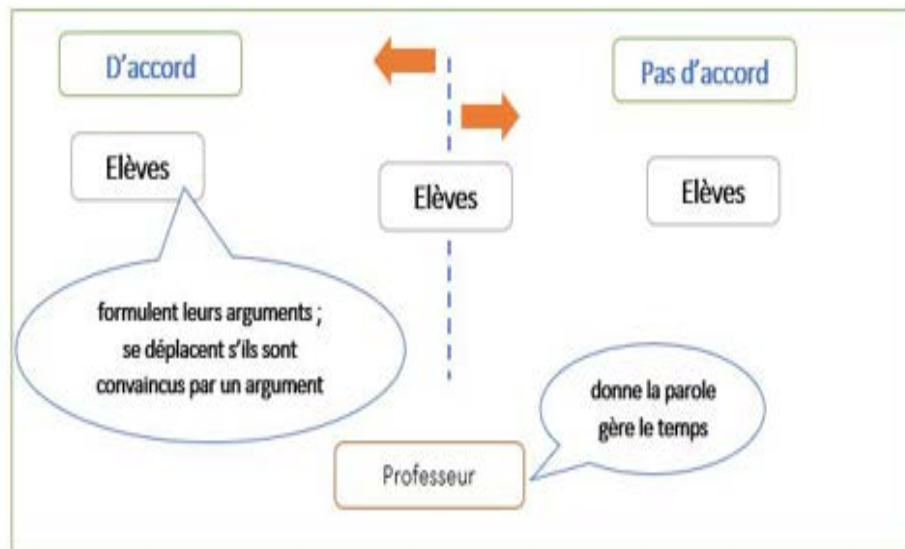 D'accord
Pas d'accord
Elèves
Elèves
Elèves
formulent leurs arguments ;
se déplacent s'ils sont
convaincus par un argument
donne la parole
gère le temps
Professeur